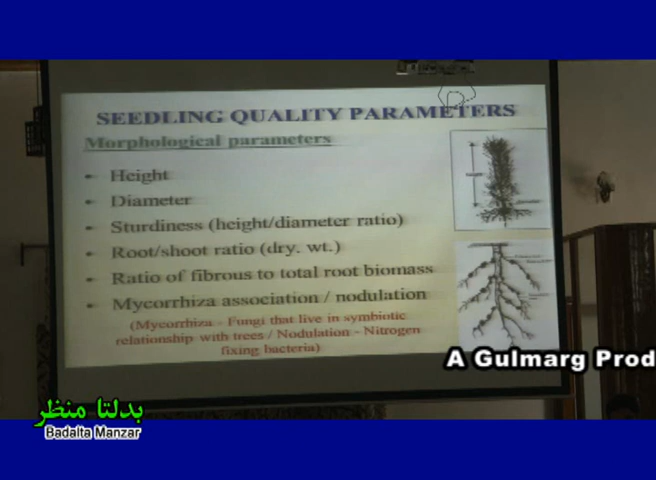 SEEDLING QUALITY PARAMETERS
Morphological parameters
Height
Diameter
Sturdiness (height/diameter ratio)
Root/shoot ratio (dry. wt.)
Ratio of fibrous to total root biomass
Mycorrhiza association / nodulation
(Mycorrhiza - Fungi that live in symbiotic
relationship with trees / Nodulation - Nitrogen
fixing bacteria)
A Gulmarg Prod
بدلتا منظر
Badalta Manzar